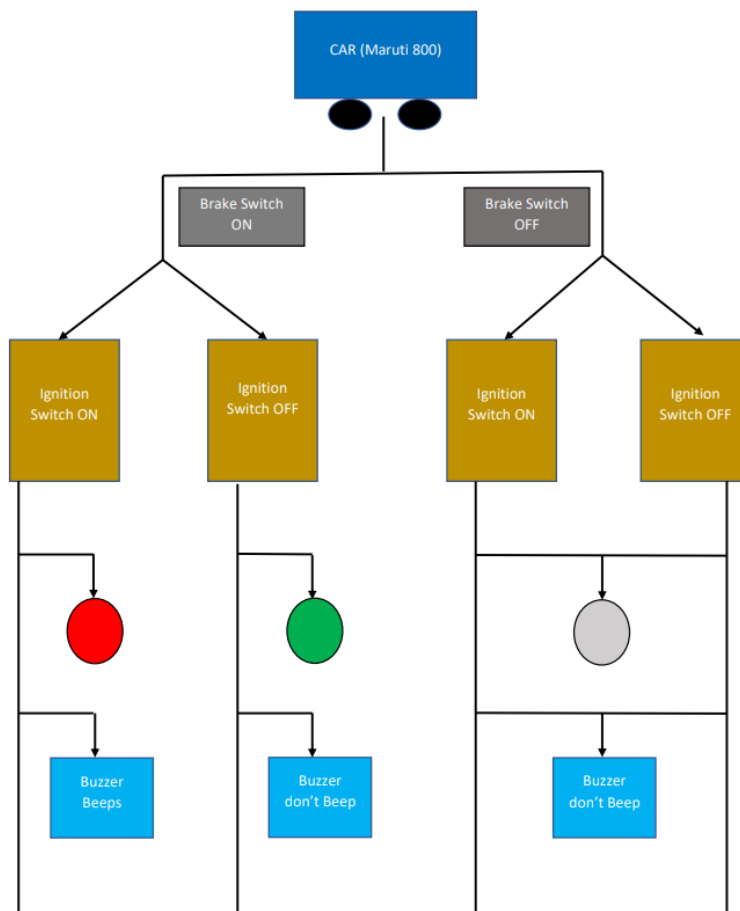 CAR (Maruti 800)
Brake Switch
ON
Brake Switch
OFF
Ignition
Switch ON
Ignition
Switch OFF
Ignition
Switch ON
Ignition
Switch OFF
Buzzer
Beeps
Buzzer
don't Beep
Buzzer
don't Beep